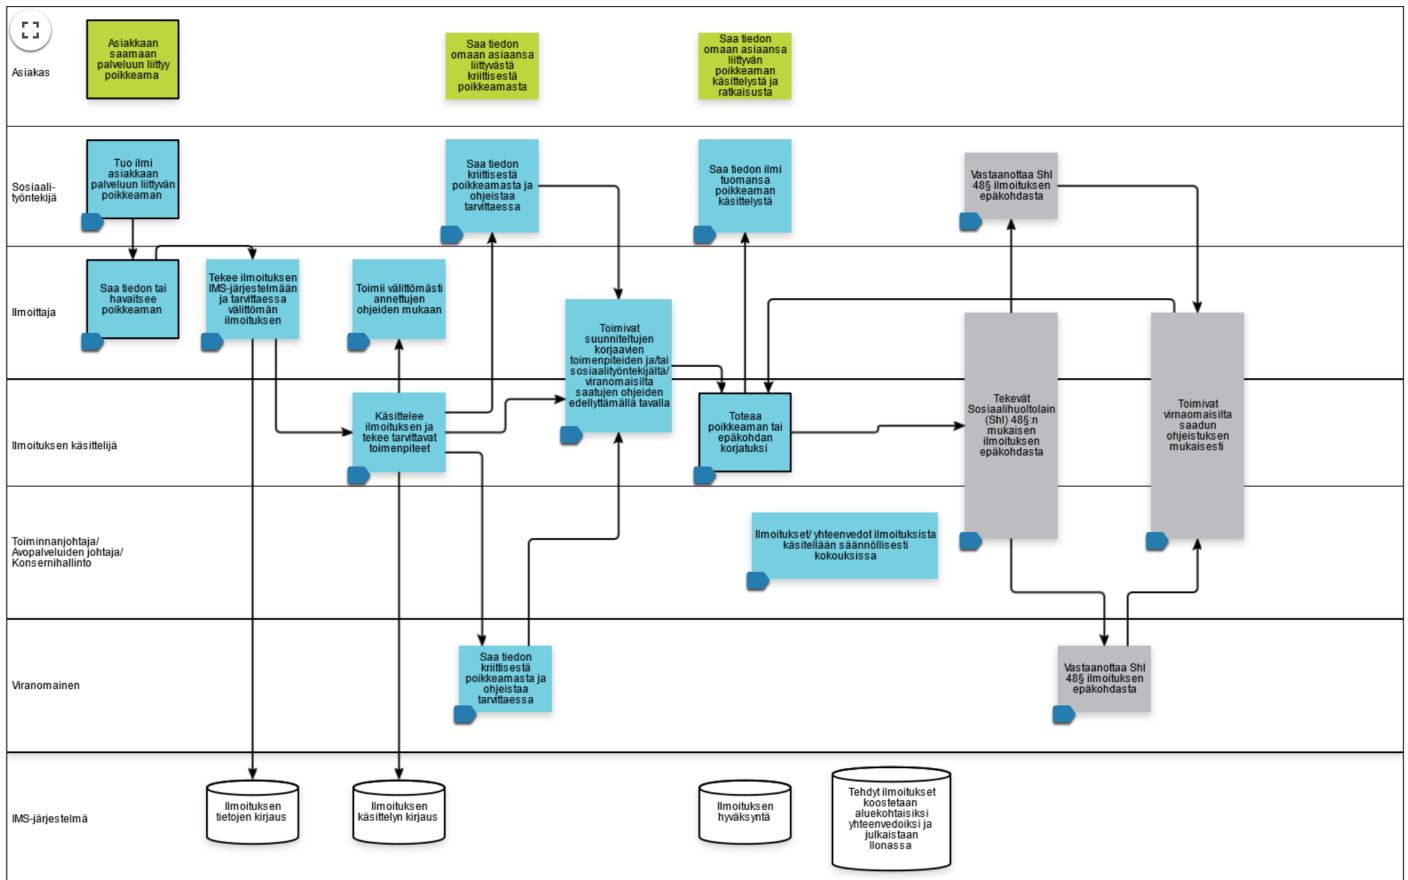 Asiakas
Asiakkaan
saamaan
palveluun liittyy
poikkeama
Saa tiedon
omaan asiaansa
liittyvästä
kriittisestä
poikkeamasta
Saa tiedon
omaan asiaansa
liittyvän
poikkeaman
käsittelystä ja
ratkaisusta
Sosiaali-
työntekijä
Tuo ilmi
asiakkaan
palveluun liittyvän
poikkeaman
Saa tiedon
kriittisestä
poikkeamasta ja
ohjeistaa
tarvittaessa
Saa tiedon ilmi
tuomansa
poikkeaman
käsittelystä
Vastaanottaa Shl
48§ ilmoituksen
epäkohdasta
Ilmoittaja
Saa tiedon tai
havaitsee
poikkeaman
Tekee ilmoituksen
IMS-järjestelmään
ja tarvittaessa
välittömän
ilmoituksen
Toimii välittömästi
annettujen
ohjeiden mukaan
Toimivat
suunniteltujen
korjaavien
toimenpiteiden ja/tai
sosiaalityöntekijältä/
viranomaisilta
saatujen ohjeiden
edellyttämällä tavalla
Ilmoituksen käsittelijä
Käsittelee
ilmoituksen ja
tekee tarvittavat
toimenpiteet
Toteaa
poikkeaman tai
epäkohdan
korjatuksi
Tekevät
Sosiaalihuoltolain
(Shl) 48§:n
mukaisen
ilmoituksen
epäkohdasta
Toimivat
virnaomaisilta
saadun
ohjeistuksen
mukaisesti
Toiminnanjohtaja/
Avopalveluiden johtaja/
Konsernihallinto
Ilmoitukset/ yhteenvedot ilmoituksista
käsitellään säännöllisesti
kokouksissa
Viranomainen
Saa tiedon
kriittisestä
poikkeamasta ja
ohjeistaa
tarvittaessa
Vastaanottaa Shl
48§ ilmoituksen
epäkohdasta
IMS-järjestelmä
Ilmoituksen
tietojen kirjaus
Ilmoituksen
käsittelyn kirjaus
Ilmoituksen
hyväksyntä
Tehdyt ilmoitukset
koostetaan
aluekohtaisiksi
yhteenvedoiksi ja
julkaistaan
Ilonassa